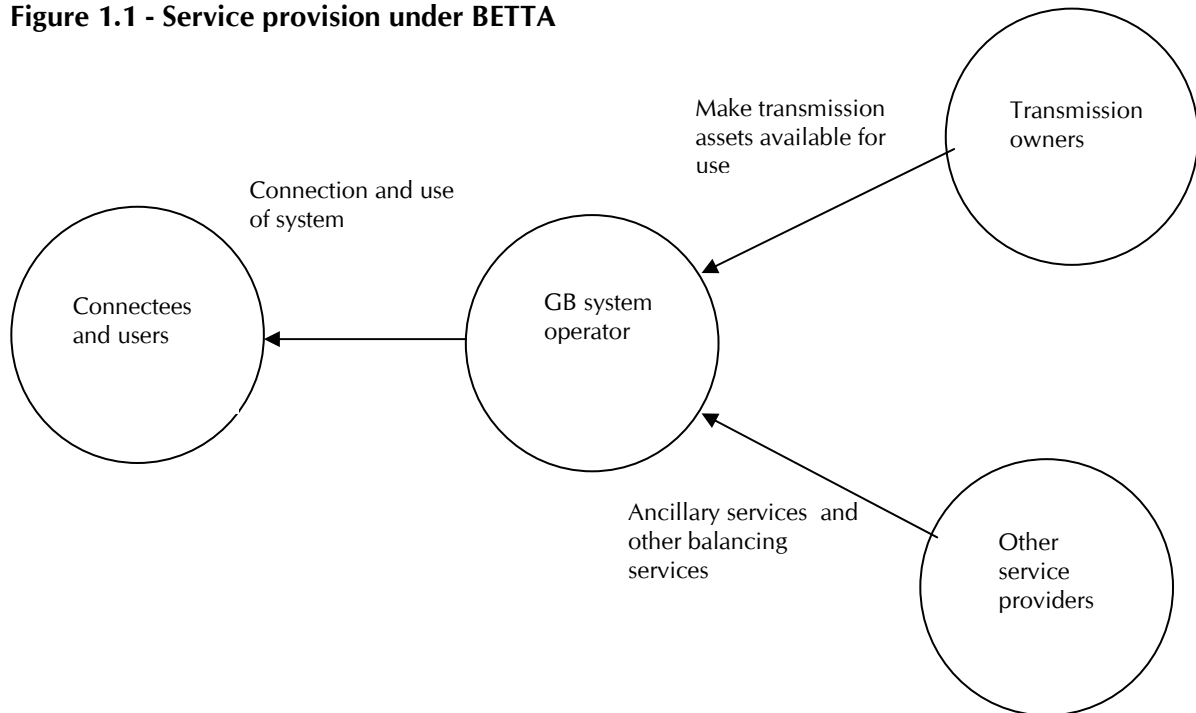 Figure 1.1 - Service provision under BETTA
Make transmission
assets available for
use
Transmission
owners
Connection and use
of system
Connectees
and users
GB system
operator
Ancillary services and
other balancing
services
Other
service
providers